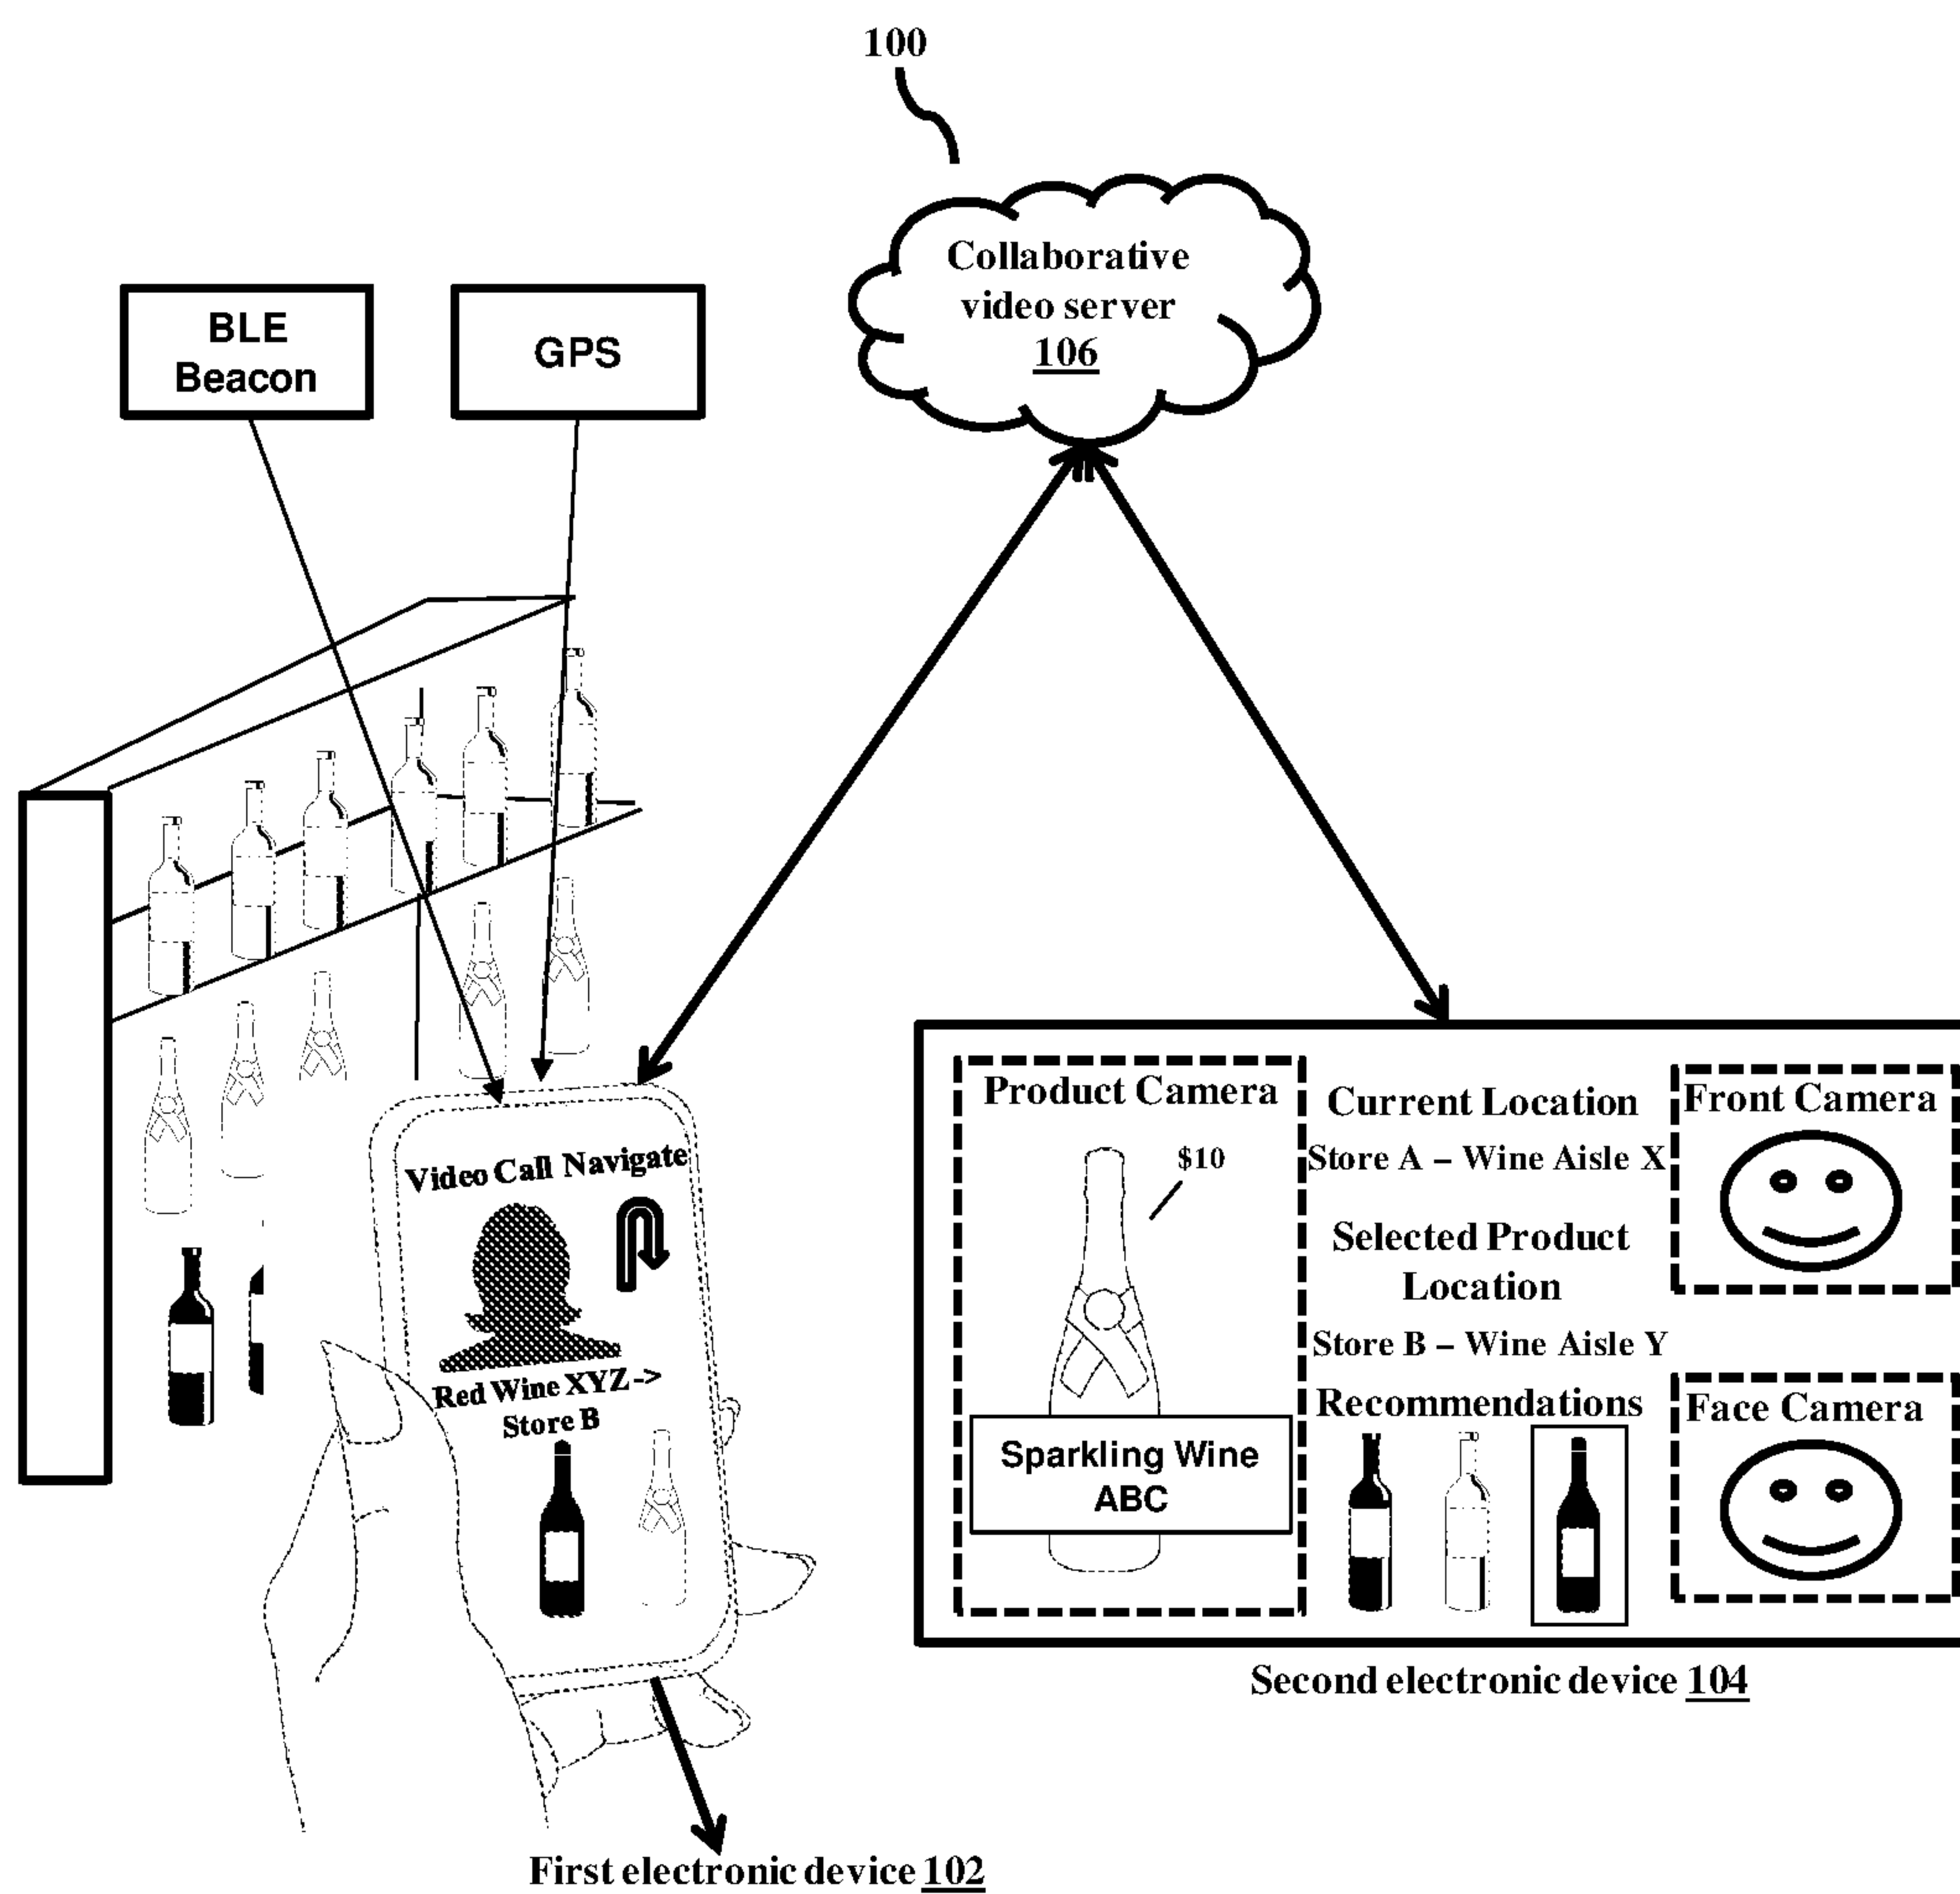 100
Collaborative
video server
106
BLE
Beacon
GPS
Video Call Navigate
Red Wine XYZ ->
Store B
Product Camera
$10
Sparkling Wine
ABC
Current Location
Store A – Wine Aisle X
Selected Product
Location
Store B – Wine Aisle Y
Recommendations
Front Camera
Face Camera
Second electronic device 104
First electronic device 102